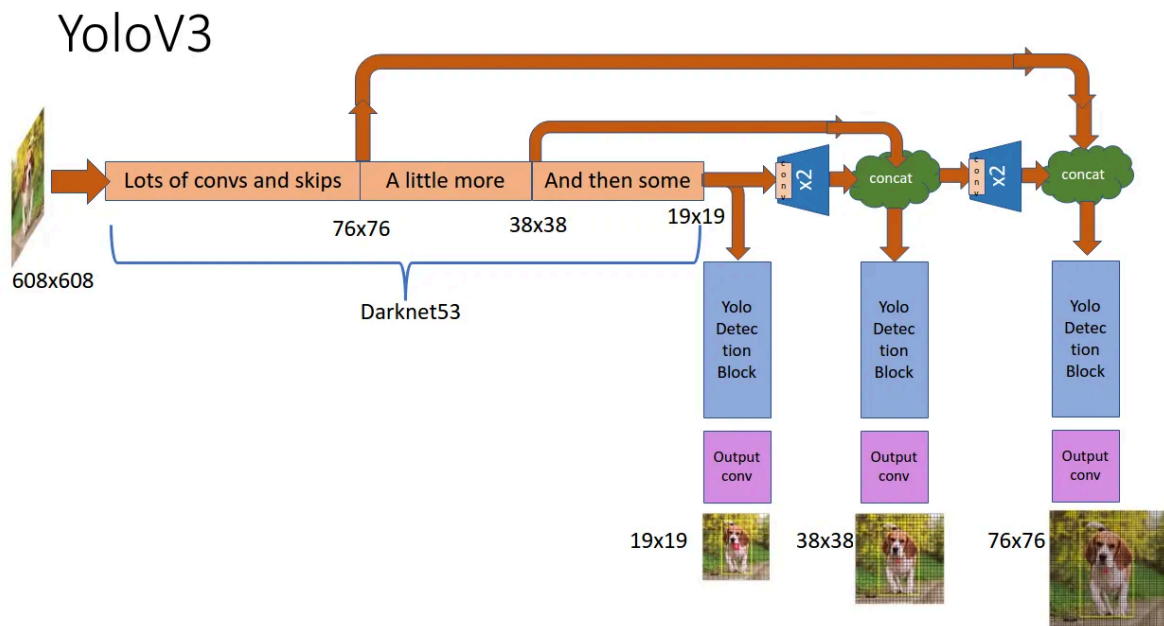 YoloV3
608x608
Lots of convs and skips
A little more
And then some
76x76
38x38
19x19
Darknet53
conv
x2
concat
conv
x2
concat
Yolo
Detec
tion
Block
Yolo
Detec
tion
Block
Yolo
Detec
tion
Block
Output
conv
Output
conv
Output
conv
19x19
38x38
76x76